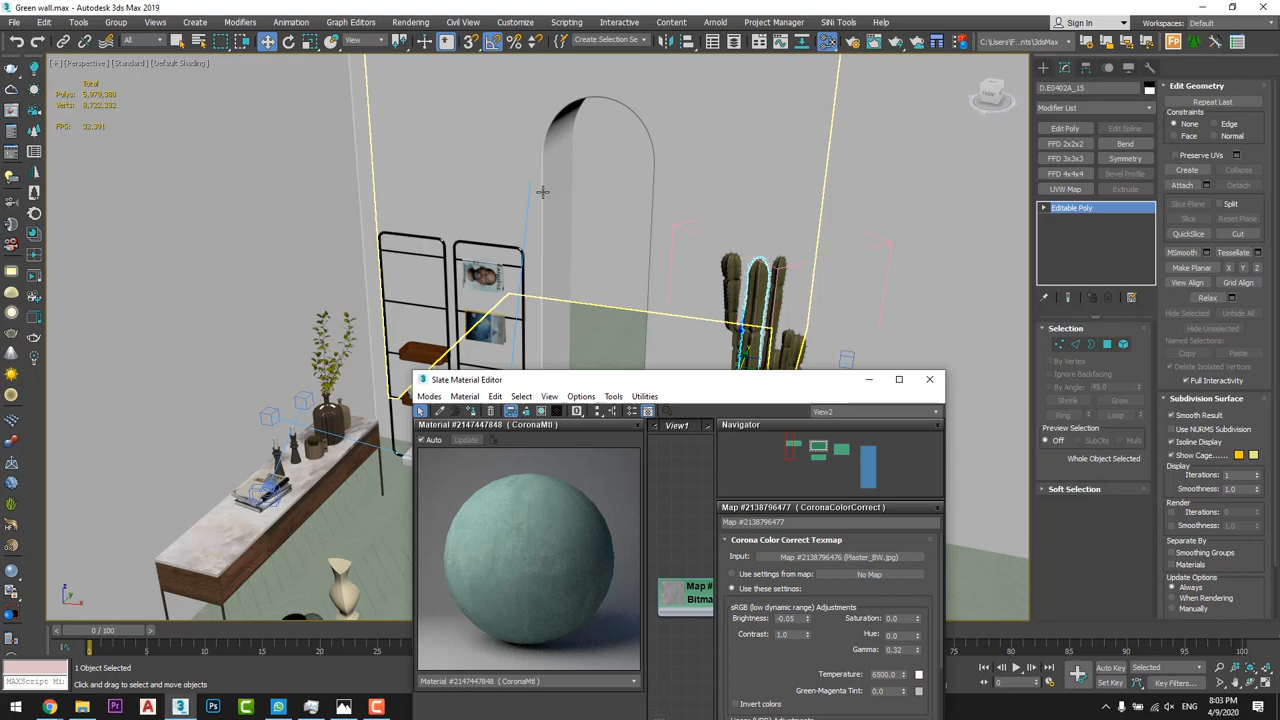 Green wall.max - Autodesk 3ds Max 2019
File Edit Tools Group Views Create Modifiers Animation Graph Editors Rendering Civil View Customize Scripting Interactive Content Arnold Project Manager SiNi Tools Help
Sign In Workspaces: Default
All View Create Selection Se C:\Users\F...nts\3dsMax
[+] [Perspective] [Standard] [Default Shading]
Total
Polys: 5,979,388
Verts: 8,722,282
FPS: 32.391
FRONT
D.E0402A_15
Modifier List
Edit Poly Edit Spline
FFD 2x2x2 Bend
FFD 3x3x3 Symmetry
FFD 4x4x4 Bevel Profile
UVW Map Extrude
Editable Poly
Selection
By Vertex
Ignore Backfacing
By Angle: 45.0
Shrink Grow
Ring Loop
Preview Selection
Off SubObj Multi
Whole Object Selected
Soft Selection
Edit Geometry
Repeat Last
Constraints
None Edge
Face Normal
Preserve UVs
Create Collapse
Attach Detach
Slice Plane Split
Slice Reset Plane
QuickSlice Cut
MSmooth Tessellate
Make Planar X Y Z
View Align Grid Align
Relax
Hide Selected Unhide All
Hide Unselected
Named Selections:
Copy Paste
Delete Isolated Vertices
Full Interactivity
Subdivision Surface
Smooth Result
Use NURMS Subdivision
Isoline Display
Show Cage......
Display
Iterations: 1
Smoothness: 1.0
Render
Iterations: 0
Smoothness: 1.0
Separate By
Smoothing Groups
Materials
Update Options
Always
When Rendering
Manually
Slate Material Editor
Modes Material Edit Select View Options Tools Utilities
View2
Material #2147447848 ( CoronaMtl )
Auto Update
View1
Map #
Bitma
Material #2147447848 ( CoronaMtl )
Navigator
Map #2138796477 ( CoronaColorCorrect )
Map #2138796477
Corona Color Correct Texmap
Input: Map #2138796476 (Plaster_BW.jpg)
Use settings from map: No Map
Use these settings:
sRGB (low dynamic range) Adjustments
Brightness: -0.05 Saturation: 0.0
Contrast: 1.0 Hue: 0.0
Gamma: 0.32
Temperature: 6500.0
Green-Magenta Tint: 0.0
Invert colors
0 / 100
0 5 10 15 20 25 30 75 80 85 90 95 100
MAXScript Mi
1 Object Selected
Click and drag to select and move objects
Auto Key Selected
Set Key Key Filters...
0
8:03 PM
4/9/2020